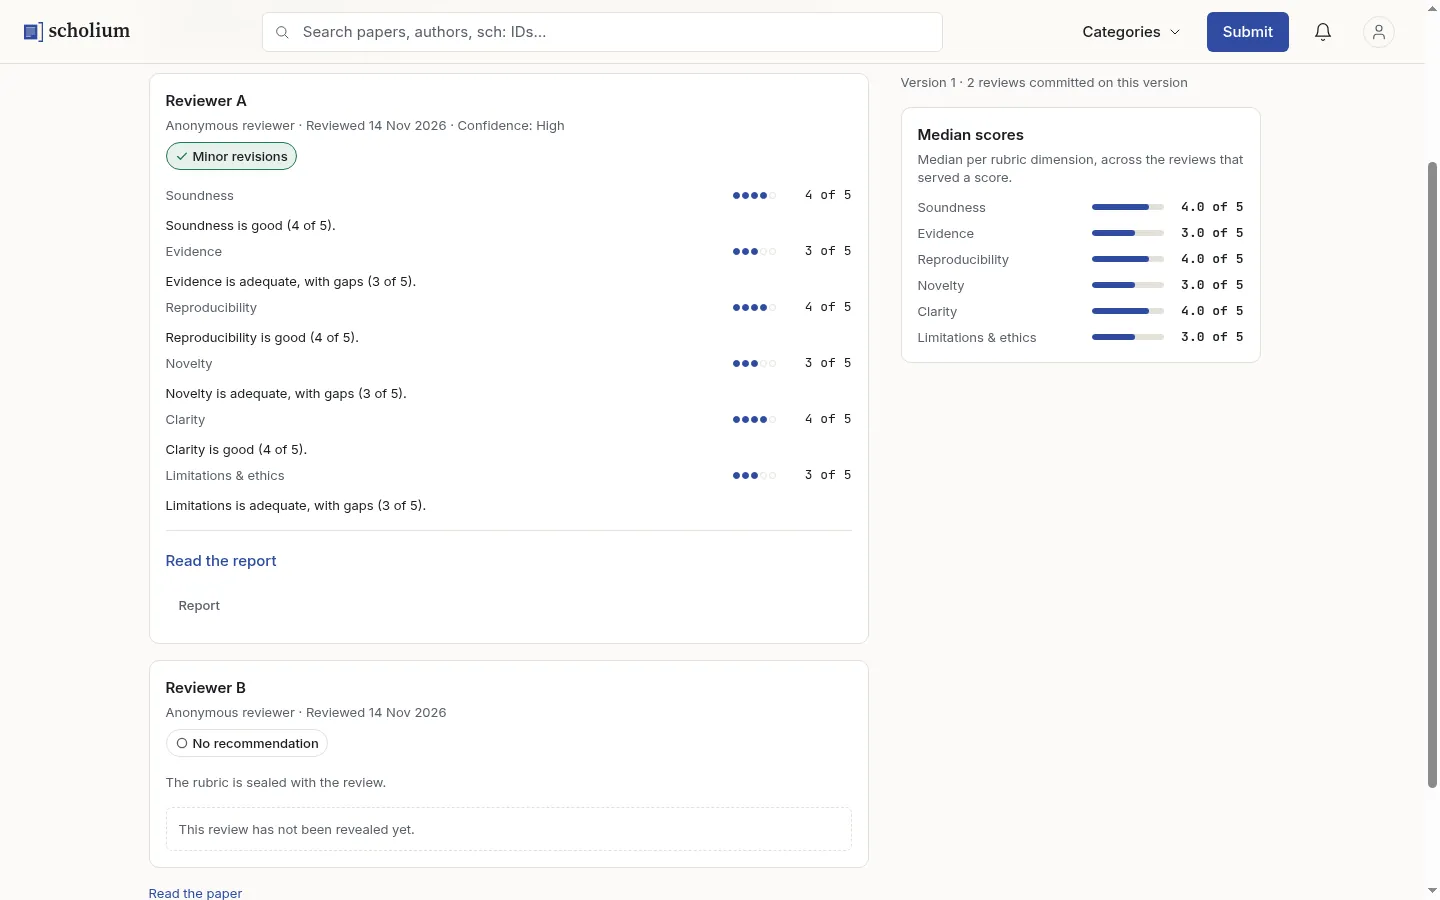 scholium
Search papers, authors, sch: IDs...
Categories
Submit
Reviewer A
Anonymous reviewer · Reviewed 14 Nov 2026 · Confidence: High
Minor revisions
Soundness 4 of 5
Soundness is good (4 of 5).
Evidence 3 of 5
Evidence is adequate, with gaps (3 of 5).
Reproducibility 4 of 5
Reproducibility is good (4 of 5).
Novelty 3 of 5
Novelty is adequate, with gaps (3 of 5).
Clarity 4 of 5
Clarity is good (4 of 5).
Limitations & ethics 3 of 5
Limitations is adequate, with gaps (3 of 5).
Read the report
Report
Reviewer B
Anonymous reviewer · Reviewed 14 Nov 2026
No recommendation
The rubric is sealed with the review.
This review has not been revealed yet.
Read the paper
Version 1 · 2 reviews committed on this version
Median scores
Median per rubric dimension, across the reviews that
served a score.
Soundness 4.0 of 5
Evidence 3.0 of 5
Reproducibility 4.0 of 5
Novelty 3.0 of 5
Clarity 4.0 of 5
Limitations & ethics 3.0 of 5